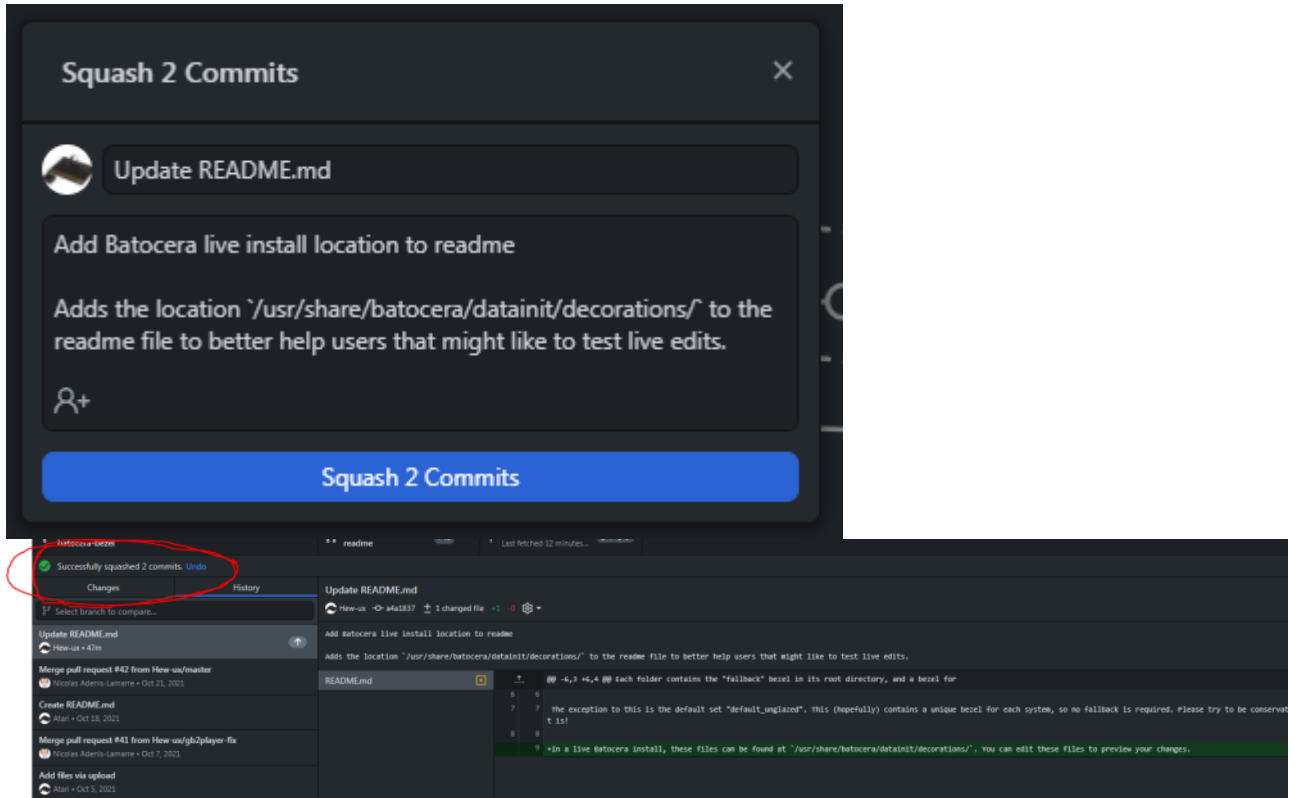 Squash 2 Commits
Update README.md
Add Batocera live install location to readme
Adds the location `/usr/share/batocera/datainit/decorations/` to the
readme file to better help users that might like to test live edits.
Squash 2 Commits
batocera-bezel
readme
Last fetched 12 minutes...
Successfully squashed 2 commits. Undo
Changes
History
Select branch to compare...
Update README.md
Hew-ux • 47m
Merge pull request #42 from Hew-ux/master
Nicolas Adenis-Lamarre • Oct 21, 2021
Create README.md
Atari • Oct 18, 2021
Merge pull request #41 from Hew-ux/gb2player-fix
Nicolas Adenis-Lamarre • Oct 7, 2021
Add files via upload
Atari • Oct 5, 2021
Update README.md
Hew-ux a4a1837 1 changed file +1 -0
Add Batocera live install location to readme
Adds the location `/usr/share/batocera/datainit/decorations/` to the readme file to better help users that might like to test live edits.
README.md
@@ -6,3 +6,4 @@ Each folder contains the "fallback" bezel in its root directory, and a bezel for
6 6
7 7 The exception to this is the default set "default_unglazed". This (hopefully) contains a unique bezel for each system, so no fallback is required. Please try to be conservat
t is!
8 8
9 +In a live Batocera install, these files can be found at `/usr/share/batocera/datainit/decorations/`. You can edit these files to preview your changes.